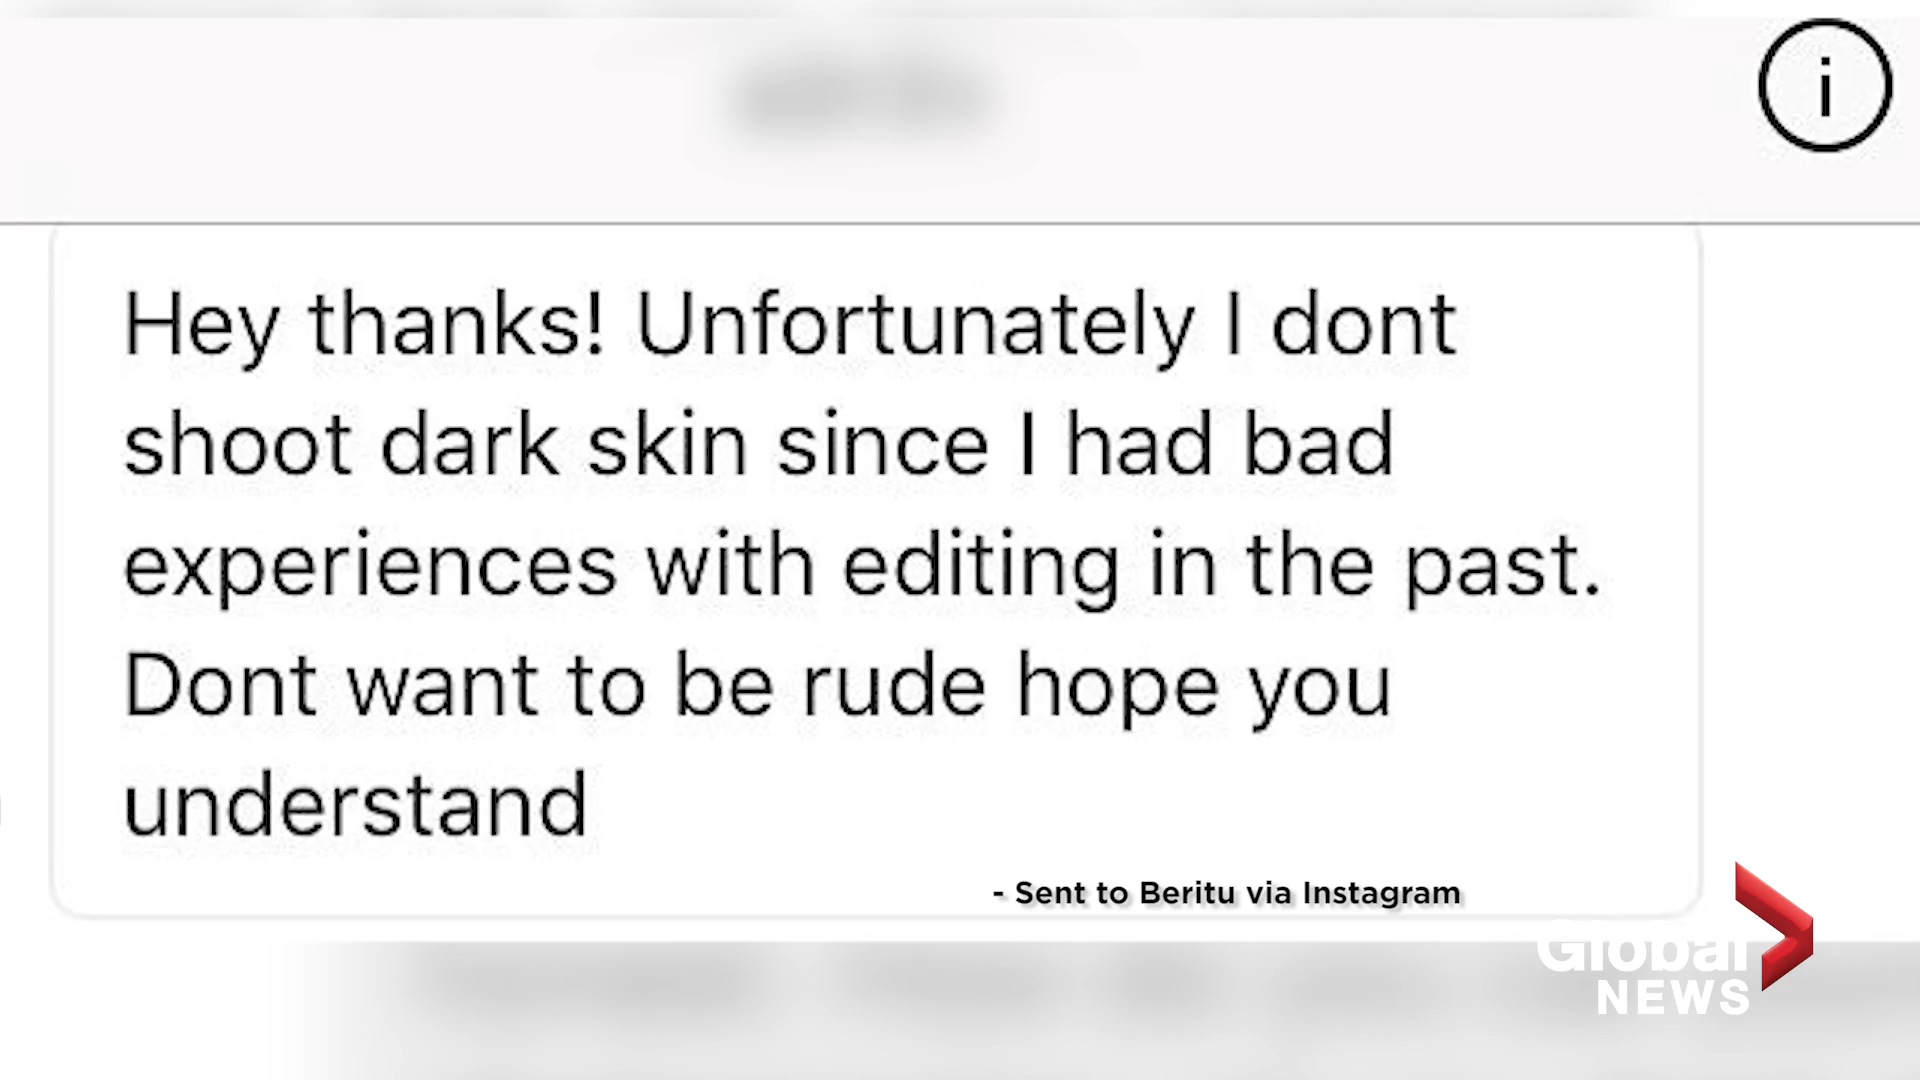 i
Hey thanks! Unfortunately I dont
shoot dark skin since I had bad
experiences with editing in the past.
Dont want to be rude hope you
understand
- Sent to Beritu via Instagram
Global
NEWS